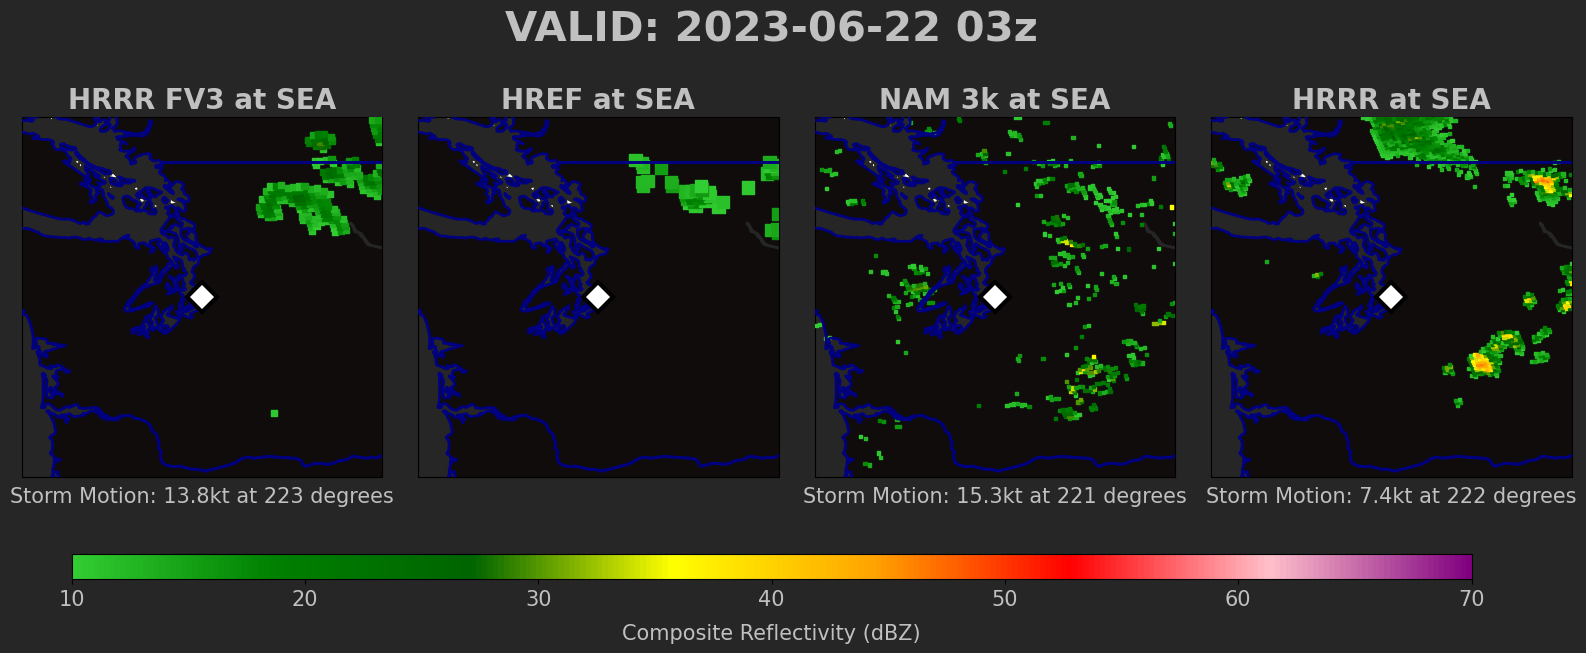 VALID: 2023-06-22 03z
HRRR FV3 at SEA
HREF at SEA
NAM 3k at SEA
HRRR at SEA
Storm Motion: 13.8kt at 223 degrees
Storm Motion: 15.3kt at 221 degrees
Storm Motion: 7.4kt at 222 degrees
10 20 30 40 50 60 70
Composite Reflectivity (dBZ)